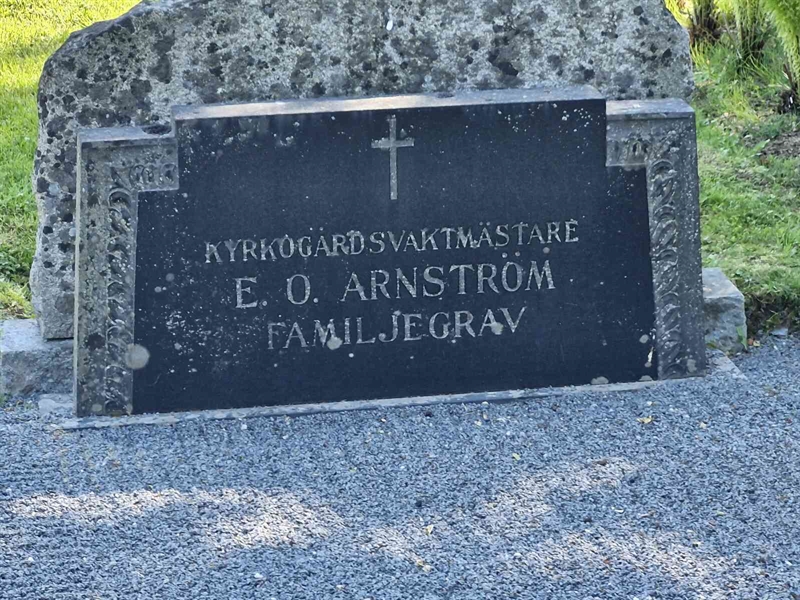 KYRKOGÅRDSVAKTMÄSTARE
E. O. ARNSTRÖM
FAMILJEGRAV